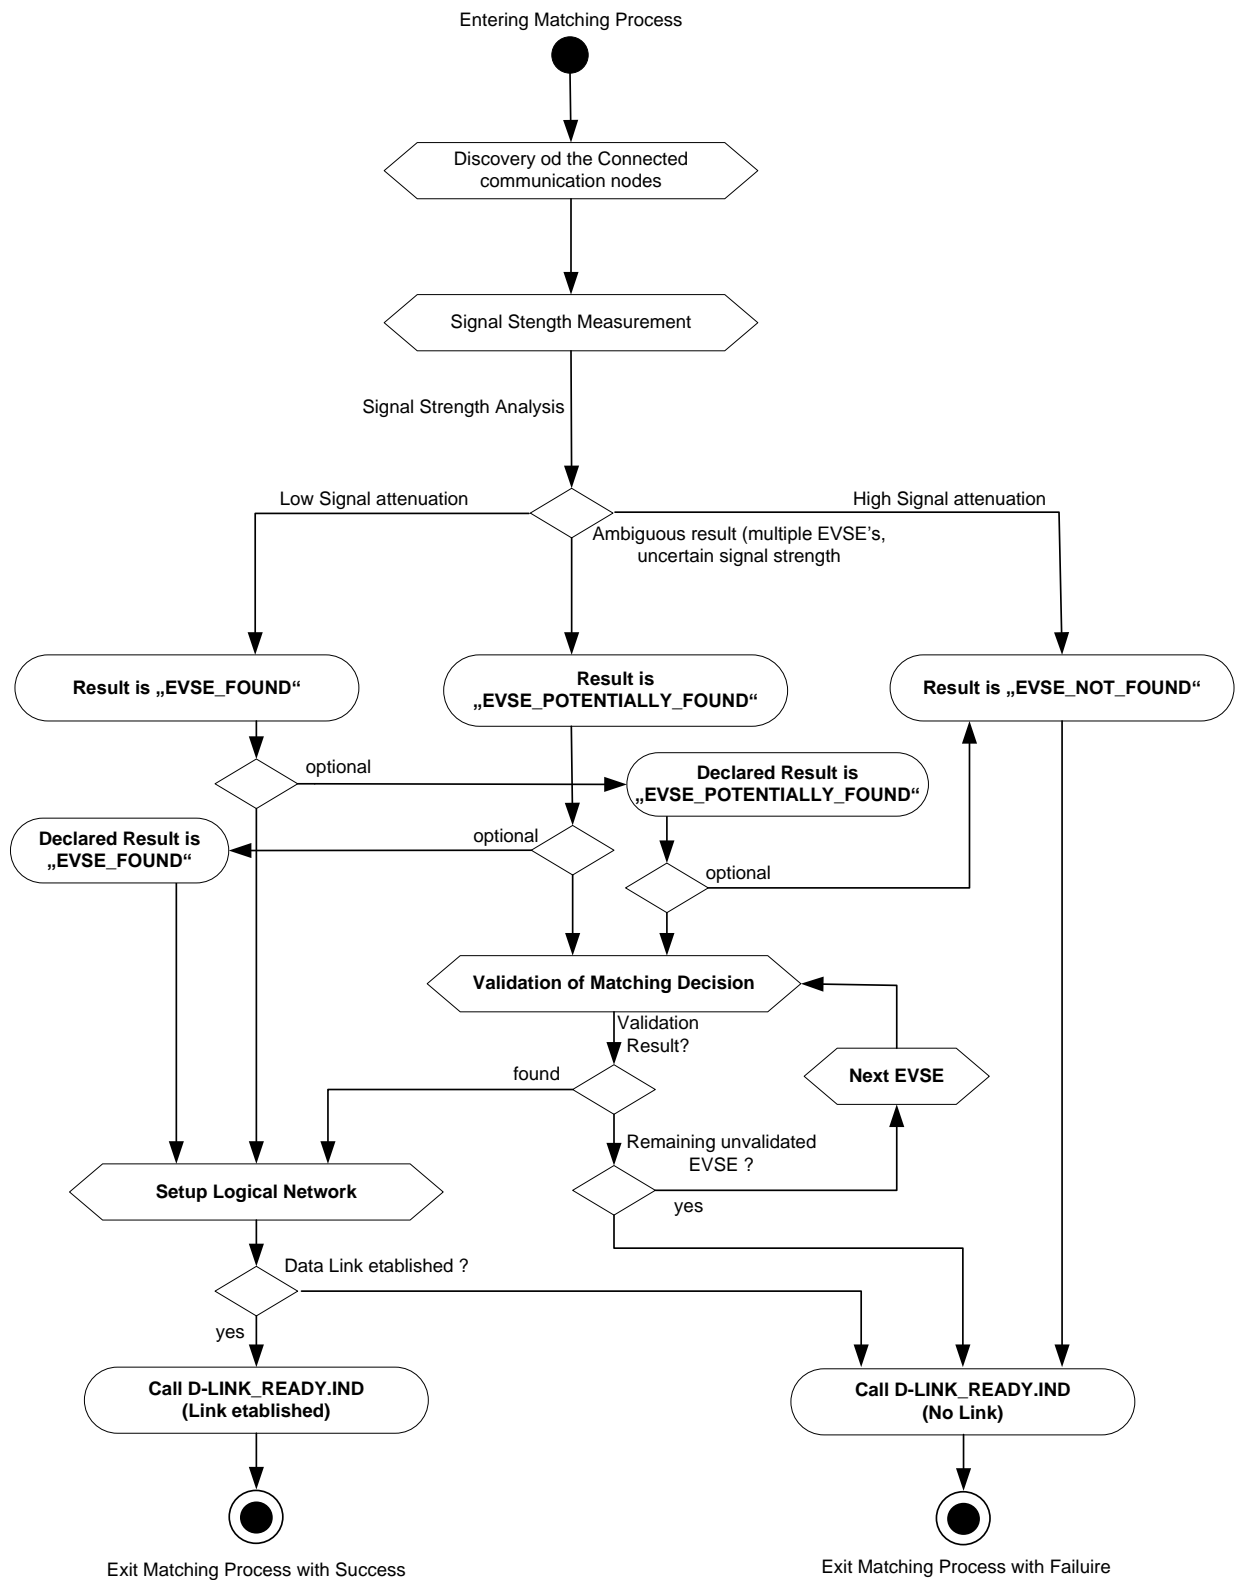 Entering Matching Process
Discovery od the Connected
communication nodes
Signal Stength Measurement
Signal Strength Analysis
Low Signal attenuation
High Signal attenuation
Ambiguous result (multiple EVSE's,
uncertain signal strength
Result is „EVSE_FOUND“
Result is
„EVSE_POTENTIALLY_FOUND“
Result is „EVSE_NOT_FOUND“
optional
Declared Result is
„EVSE_POTENTIALLY_FOUND“
Declared Result is
„EVSE_FOUND“
optional
optional
Validation of Matching Decision
Validation
Result?
found
Next EVSE
Remaining unvalidated
EVSE ?
yes
Setup Logical Network
Data Link etablished ?
yes
Call D-LINK_READY.IND
(Link etablished)
Call D-LINK_READY.IND
(No Link)
Exit Matching Process with Success
Exit Matching Process with Failuire